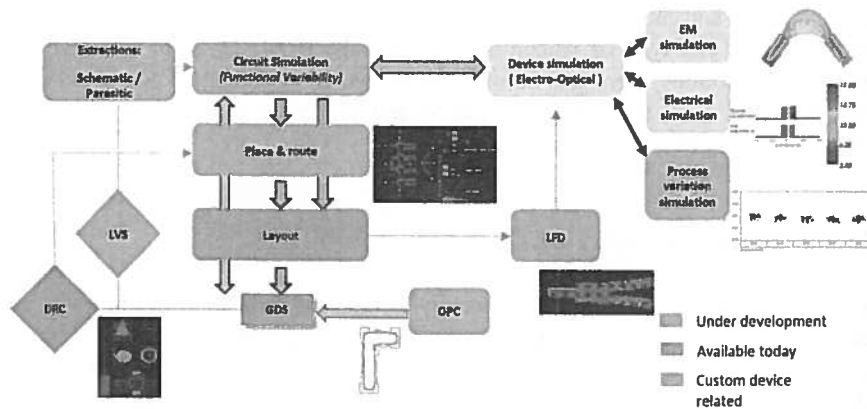 Extractions:
Schematic /
Parasitic
Circuit Simulation
(Functional Variability)
Device simulation
( Electro-Optical )
EM
simulation
Electrical
simulation
Process
variation
simulation
Place & route
Layout
LVS
DRC
GDS
OPC
LFD
Under development
Available today
Custom device
related